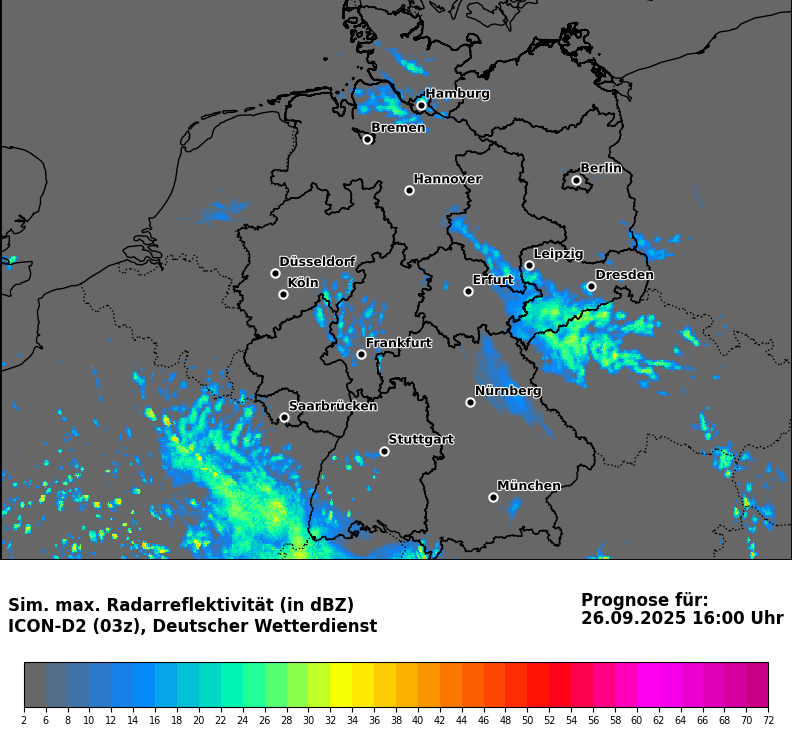 Hamburg
Bremen
Berlin
Hannover
Leipzig
Düsseldorf
Dresden
Erfurt
Köln
Frankfurt
Nürnberg
Saarbrücken
Stuttgart
München
Sim. max. Radarreflektivität (in dBZ)
ICON-D2 (03z), Deutscher Wetterdienst
Prognose für:
26.09.2025 16:00 Uhr
2 6 8 10 12 14 16 18 20 22 24 26 28 30 32 34 36 38 40 42 44 46 48 50 52 54 56 58 60 62 64 66 68 70 72